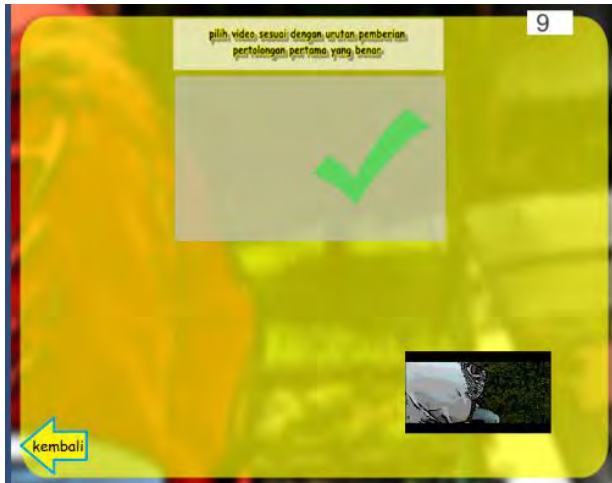 9
pilih video sesuai dengan urutan pemberian
pertolongan pertama yang benar
kembali